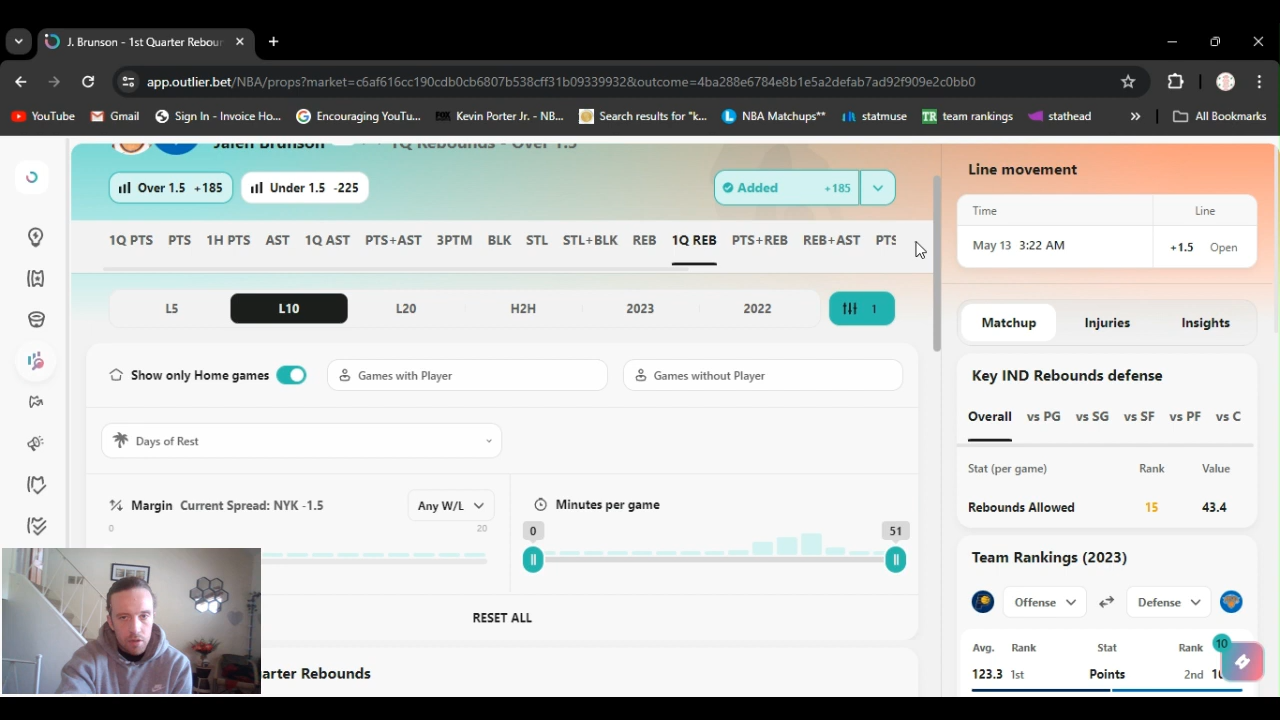 J. Brunson - 1st Quarter Rebour
app.outlier.bet/NBA/props?market=c6af616cc190cdb0cb6807b538cff31b09339932&outcome=4ba288e6784e8b1e5a2defab7ad92f909e2c0bb0
YouTube Gmail Sign In - Invoice Ho... Encouraging YouTu... Kevin Porter Jr. - NB... Search results for "k... NBA Matchups** statmuse team rankings stathead » All Bookmarks
Jalen Brunson 1Q Rebounds - Over 1.5
Over 1.5 +185 Under 1.5 -225 Added +185
1Q PTS PTS 1H PTS AST 1Q AST PTS+AST 3PTM BLK STL STL+BLK REB 1Q REB PTS+REB REB+AST PTS
L5 L10 L20 H2H 2023 2022 1
Show only Home games Games with Player Games without Player
Days of Rest
Margin Current Spread: NYK -1.5 Any W/L Minutes per game
0 20 0 51
RESET ALL
arter Rebounds
Line movement
Time Line
May 13 3:22 AM +1.5 Open
Matchup Injuries Insights
Key IND Rebounds defense
Overall vs PG vs SG vs SF vs PF vs C
Stat (per game) Rank Value
Rebounds Allowed 15 43.4
Team Rankings (2023)
Offense Defense
Avg. Rank Stat Rank 10
123.3 1st Points 2nd